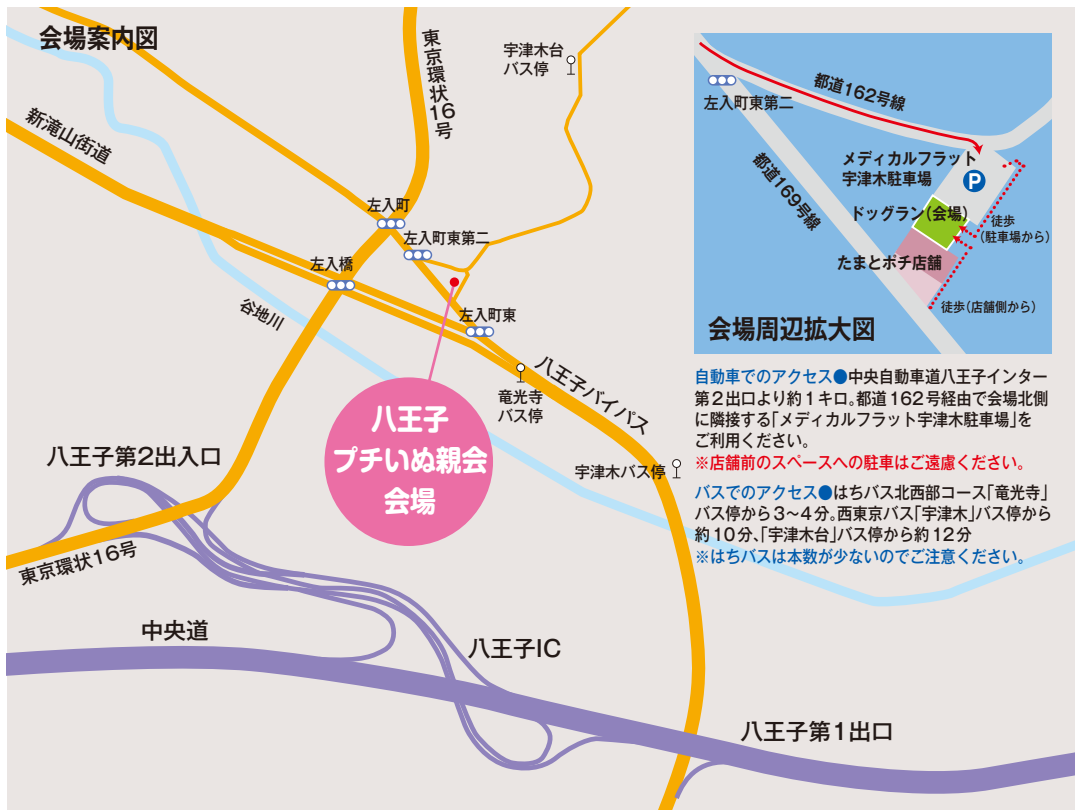 会場案内図
東京環状16号
宇津木台
バス停
新滝山街道
左入町
左入町東第二
左入橋
谷地川
左入町東
八王子バイパス
竜光寺
バス停
八王子
プチいぬ親会
会場
宇津木バス停
八王子第2出入口
東京環状16号
中央道
八王子IC
八王子第1出口
都道162号線
左入町東第二
都道169号線
メディカルフラット
宇津木駐車場
P
ドッグラン(会場)
徒歩
(駐車場から)
たまとポチ店舗
徒歩(店舗側から)
会場周辺拡大図
自動車でのアクセス●中央自動車道八王子インター
第2出口より約1キロ。都道162号経由で会場北側
に隣接する「メディカルフラット宇津木駐車場」を
ご利用ください。
※店舗前のスペースへの駐車はご遠慮ください。
バスでのアクセス●はちバス北西部コース「竜光寺」
バス停から3〜4分。西東京バス「宇津木」バス停から
約10分、「宇津木台」バス停から約12分
※はちバスは本数が少ないのでご注意ください。